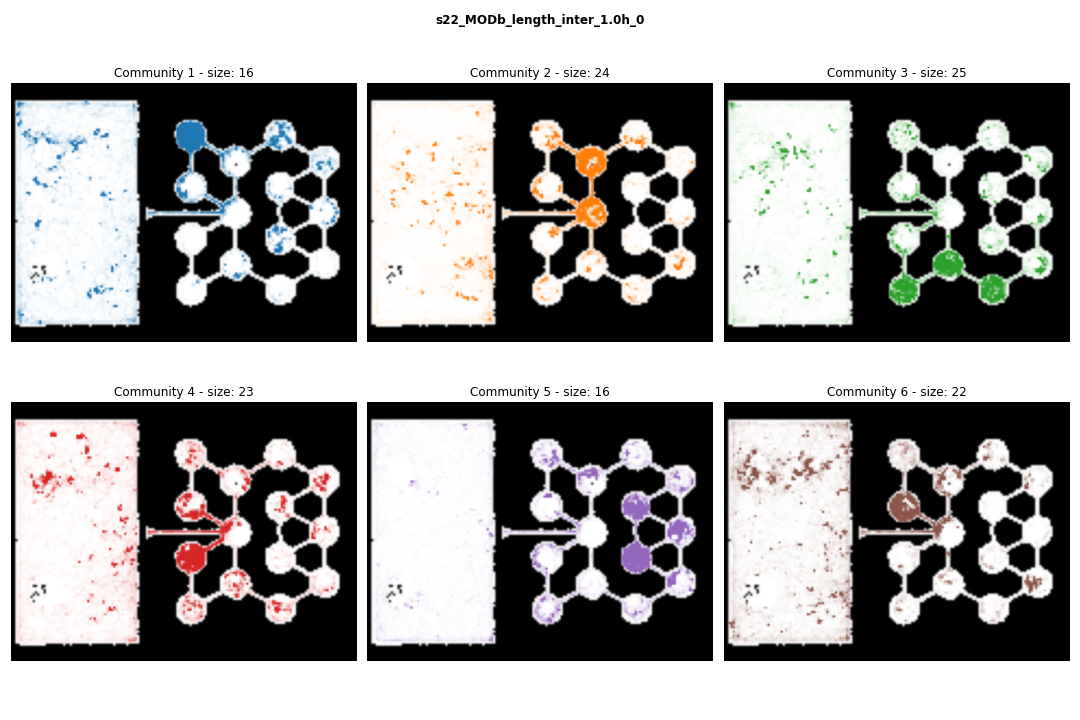 s22_MODb_length_inter_1.0h_0
Community 1 - size: 16
Community 2 - size: 24
Community 3 - size: 25
Community 4 - size: 23
Community 5 - size: 16
Community 6 - size: 22